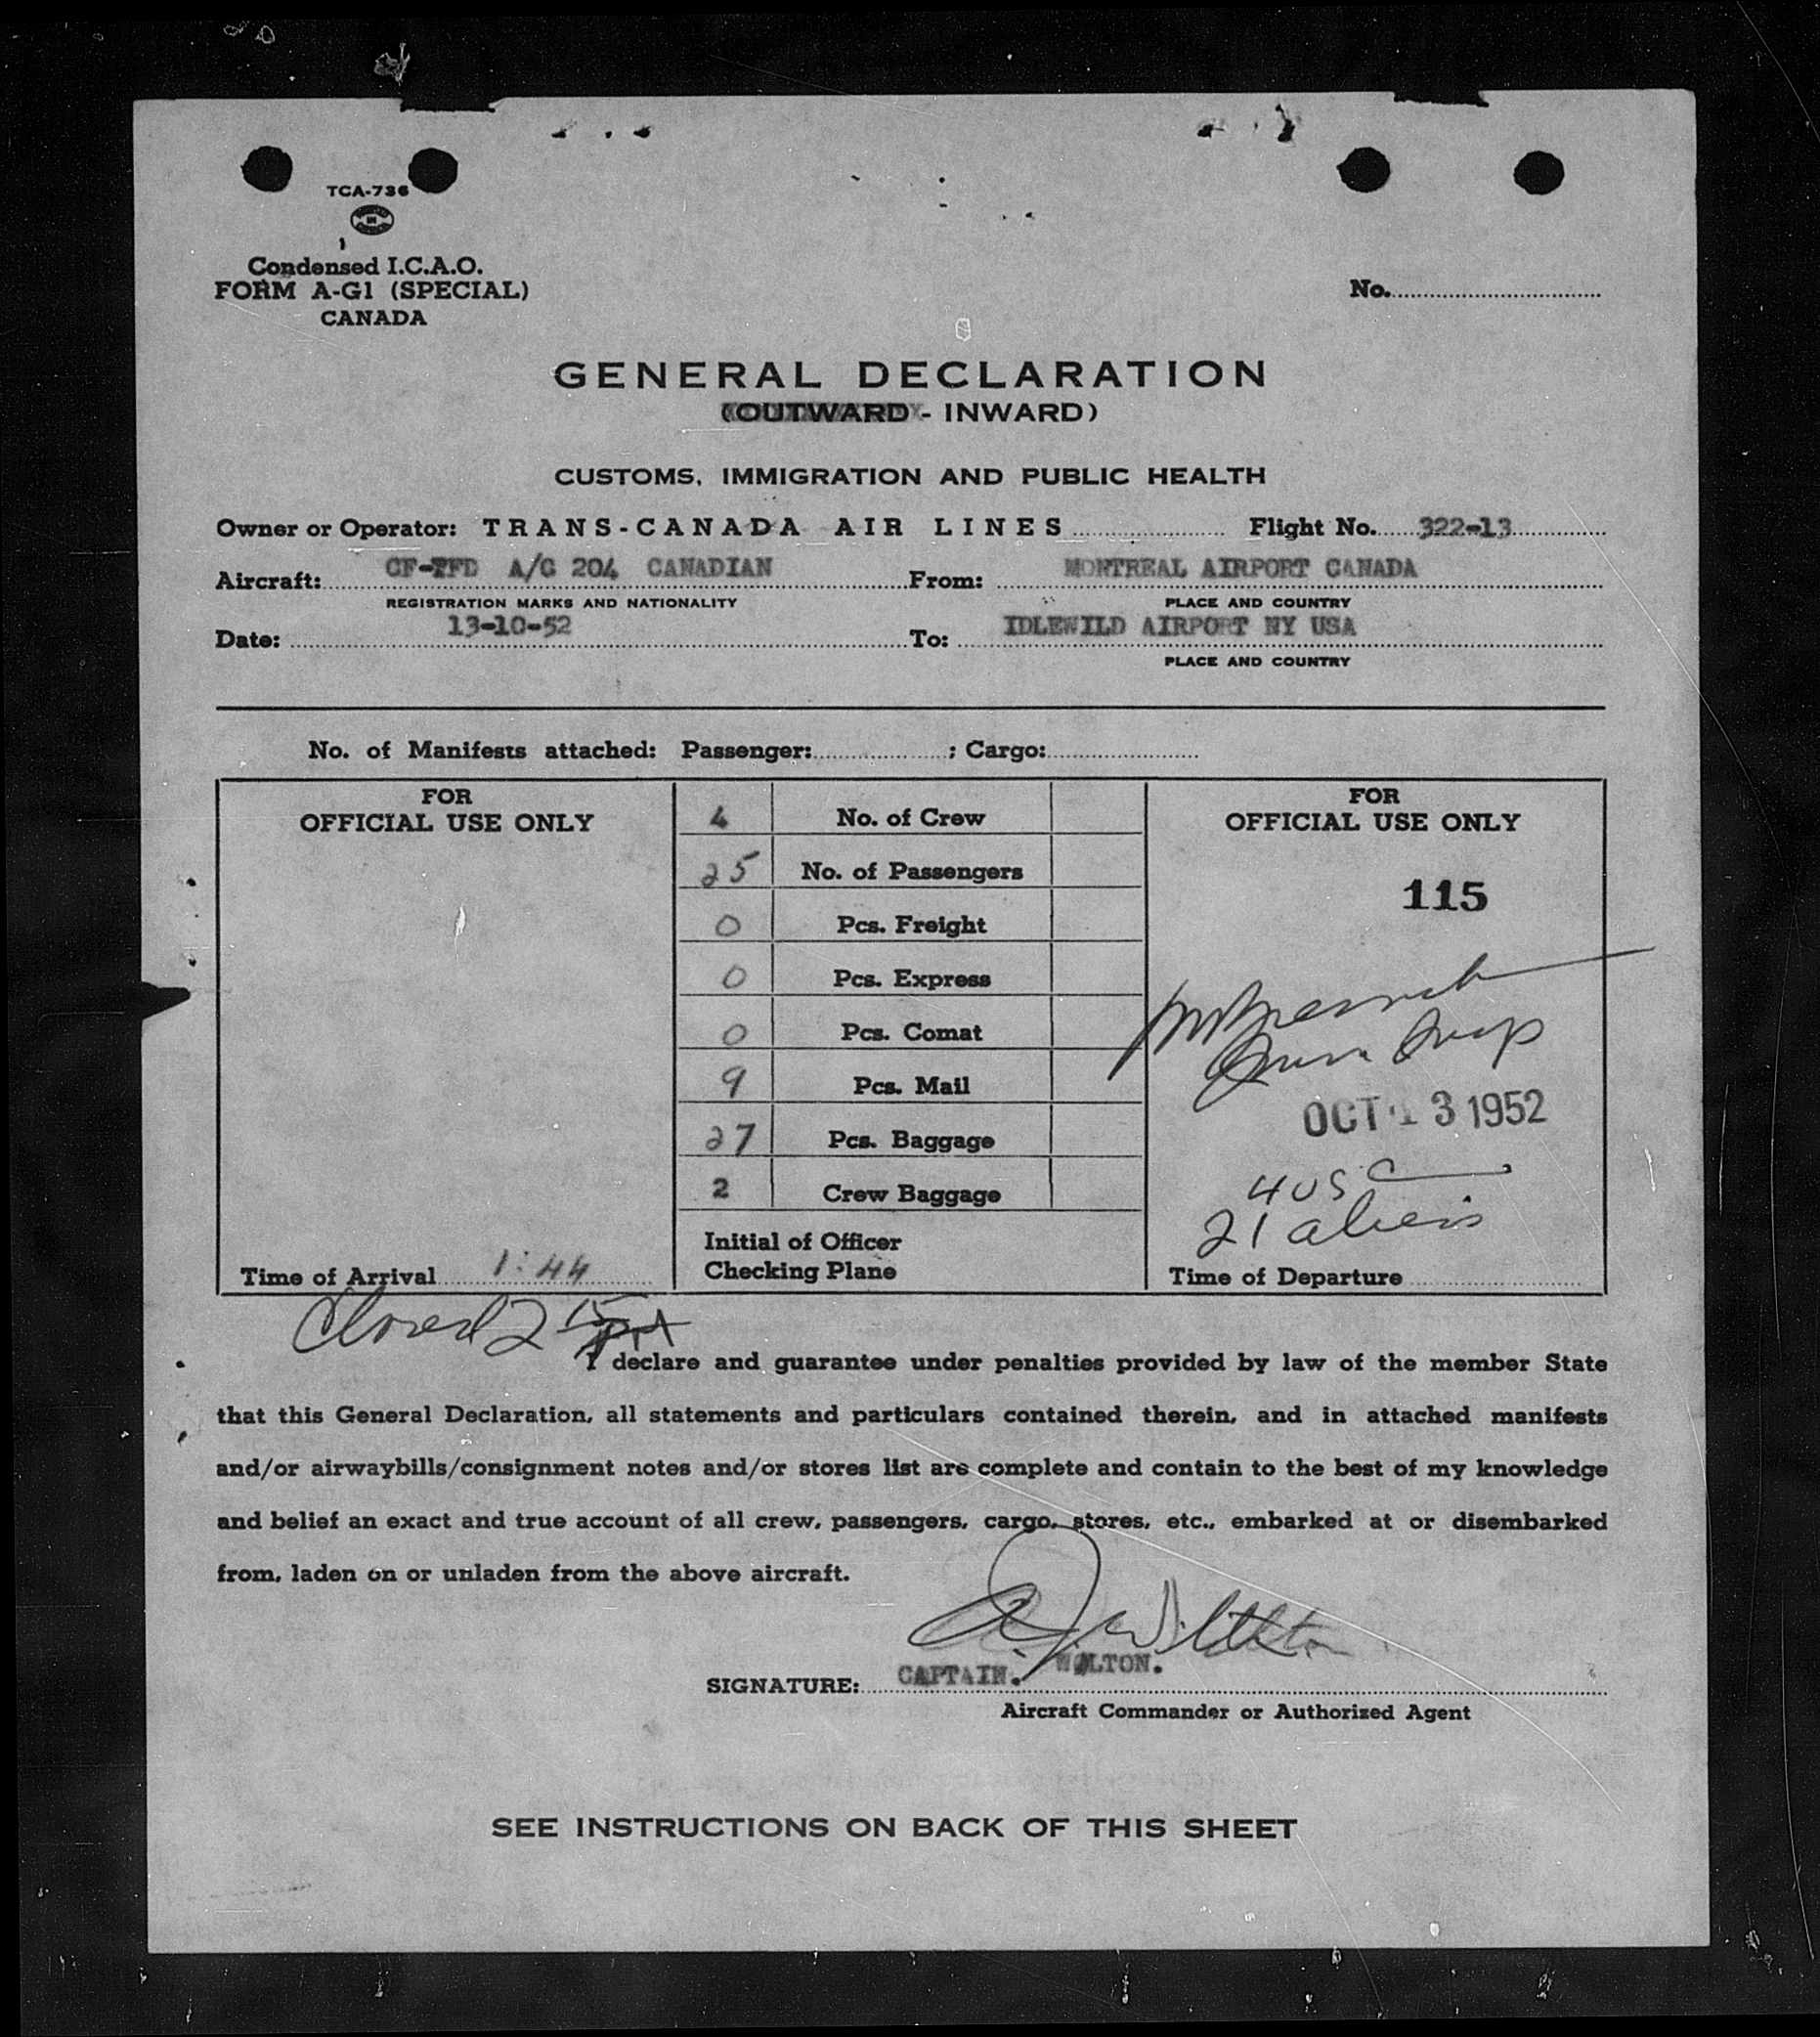 TCA-736
Condensed I.C.A.O.
FORM A-G1 (SPECIAL)
CANADA
No.
GENERAL DECLARATION
(OUTWARD - INWARD)
CUSTOMS, IMMIGRATION AND PUBLIC HEALTH
Owner or Operator: TRANS-CANADA AIR LINES Flight No. 322-13
Aircraft: A/C 204 CANADIAN From: MONTREAL AIRPORT CANADA
REGISTRATION MARKS AND NATIONALITY PLACE AND COUNTRY
Date: 13-10-52 To: IDLEWILD AIRPORT NY USA
PLACE AND COUNTRY
No. of Manifests attached: Passenger: ; Cargo:
FOR
OFFICIAL USE ONLY
Time of Arrival 1:44
4 No. of Crew
25 No. of Passengers
0 Pcs. Freight
0 Pcs. Express
0 Pcs. Comat
9 Pcs. Mail
27 Pcs. Baggage
2 Crew Baggage
Initial of Officer
Checking Plane
FOR
OFFICIAL USE ONLY
115
OCT 13 1952
4 USC
21 aliens
Time of Departure
Closed 2 15 PM
I declare and guarantee under penalties provided by law of the member State
that this General Declaration, all statements and particulars contained therein, and in attached manifests
and/or airwaybills/consignment notes and/or stores list are complete and contain to the best of my knowledge
and belief an exact and true account of all crew, passengers, cargo, stores, etc., embarked at or disembarked
from, laden on or unladen from the above aircraft.
SIGNATURE: CAPTAIN.
Aircraft Commander or Authorized Agent
SEE INSTRUCTIONS ON BACK OF THIS SHEET